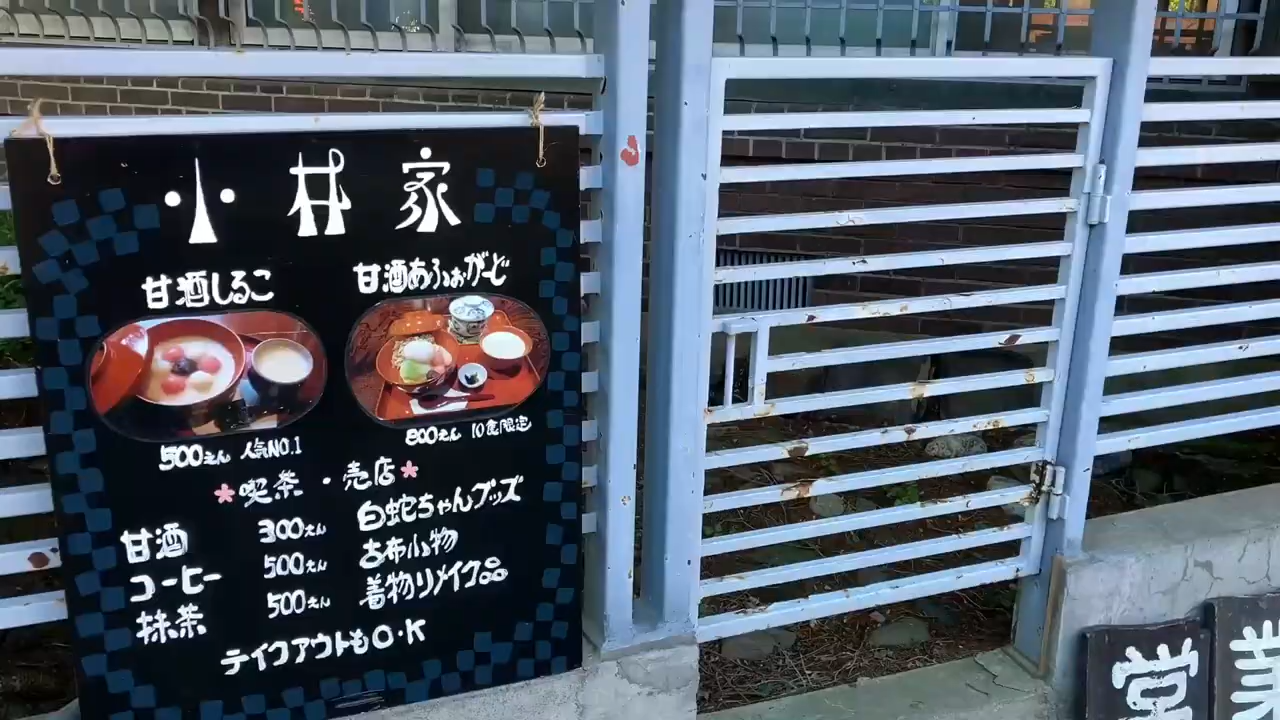 小林家
甘酒しるこ
甘酒あふぉがーど
500えん 人気NO.1
800えん 10食限定
喫茶・売店
甘酒 300えん
コーヒー 500えん
抹茶 500えん
白蛇ちゃんグッズ
古布小物
着物リメイク品
テイクアウトもO・K
営業